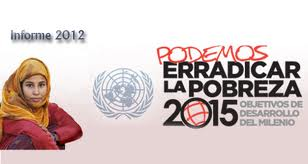 Informe 2012
PODEMOS
ERRADICAR
LA POBREZA
2015 OBJETIVOS DE
DESARROLLO
DEL MILENIO